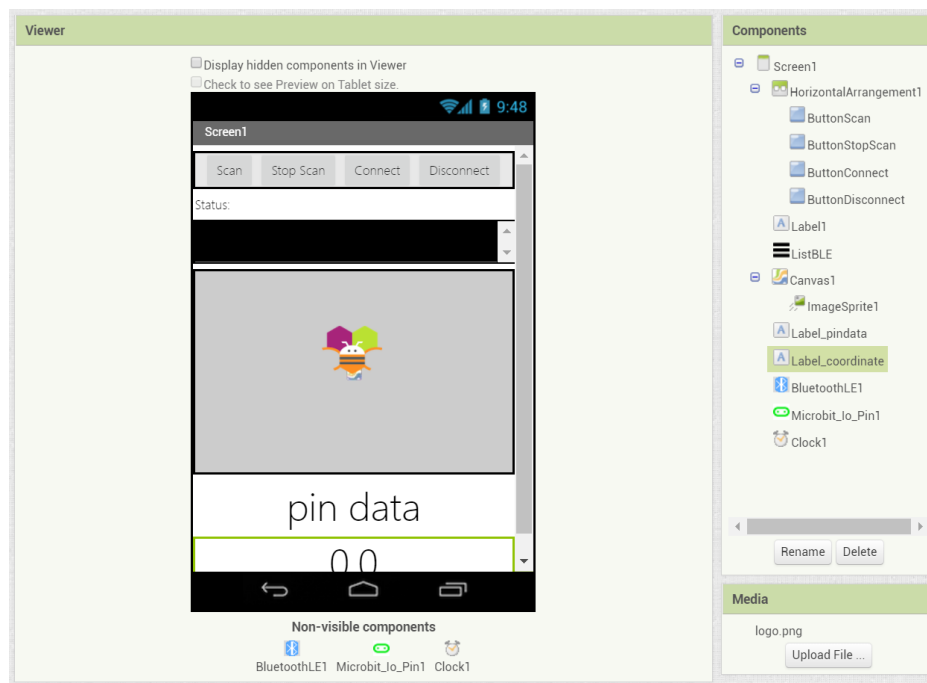 Viewer
Display hidden components in Viewer
Check to see Preview on Tablet size.
9:48
Screen1
Scan Stop Scan Connect Disconnect
Status:
pin data
0,0
Non-visible components
BluetoothLE1 Microbit_Io_Pin1 Clock1
Components
Screen1
HorizontalArrangement1
ButtonScan
ButtonStopScan
ButtonConnect
ButtonDisconnect
Label1
ListBLE
Canvas1
ImageSprite1
Label_pindata
Label_coordinate
BluetoothLE1
Microbit_Io_Pin1
Clock1
Rename Delete
Media
logo.png
Upload File ...